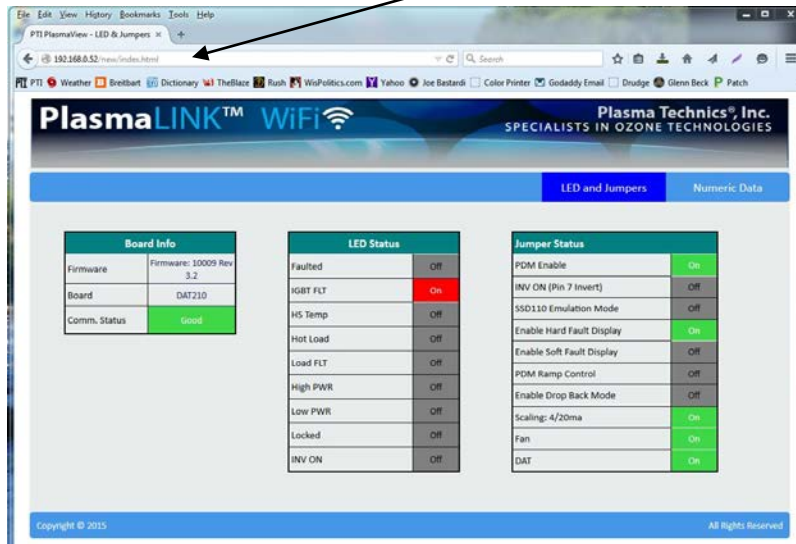 File Edit View History Bookmarks Tools Help
PTI PlasmaView - LED & Jumpers × +
192.168.0.52/new/index.html Search
PTI Weather Breitbart Dictionary TheBlaze Rush WisPolitics.com Yahoo Joe Bastardi Color Printer Godaddy Email Drudge Glenn Beck Patch
PlasmaLINK™ WiFi
Plasma Technics®, Inc.
SPECIALISTS IN OZONE TECHNOLOGIES
LED and Jumpers Numeric Data
Board Info
Firmware Firmware: 10009 Rev 3.2
Board DAT210
Comm. Status Good
LED Status
Faulted Off
IGBT FLT On
HS Temp Off
Hot Load Off
Load FLT Off
High PWR Off
Low PWR Off
Locked Off
INV ON Off
Jumper Status
PDM Enable On
INV ON (Pin 7 Invert) Off
SSD110 Emulation Mode Off
Enable Hard Fault Display On
Enable Soft Fault Display Off
PDM Ramp Control Off
Enable Drop Back Mode Off
Scaling: 4/20ma On
Fan On
DAT On
Copyright © 2015 All Rights Reserved